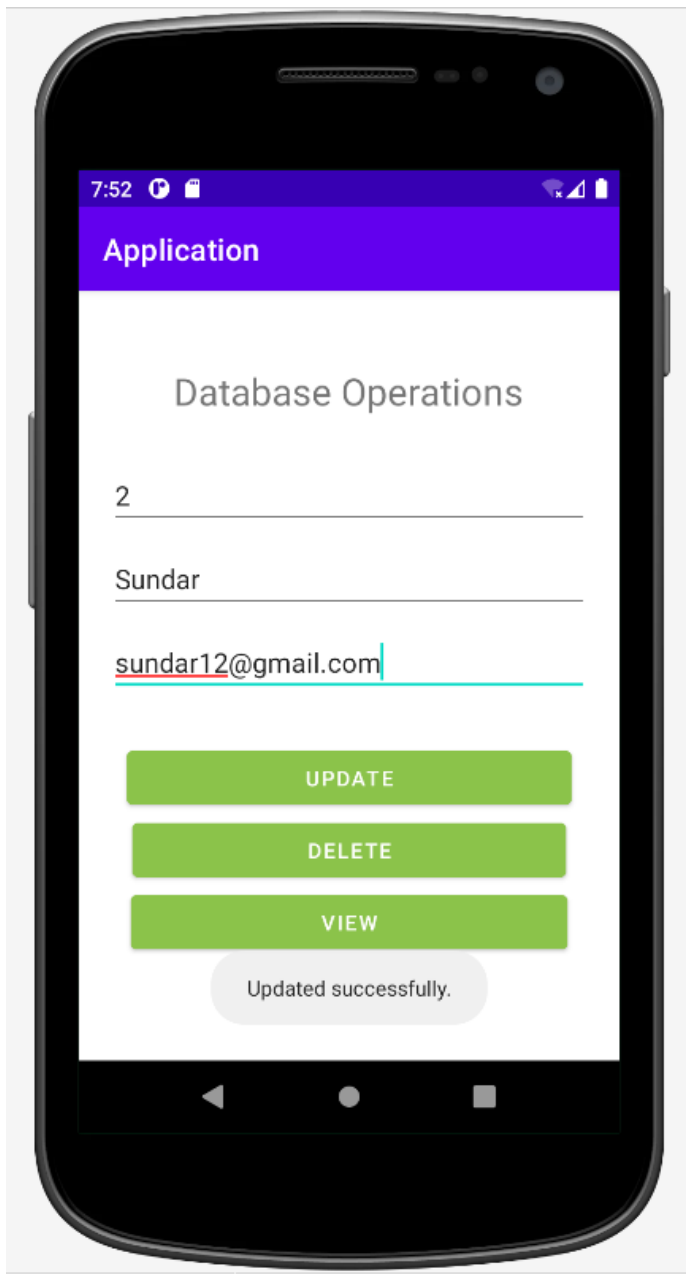 7:52
Application
Database Operations
2
Sundar
sundar12@gmail.com
UPDATE
DELETE
VIEW
Updated successfully.